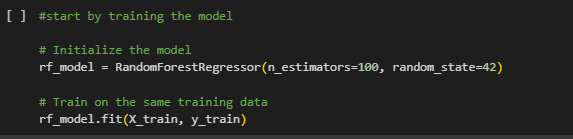 [ ] #start by training the model
# Initialize the model
rf_model = RandomForestRegressor(n_estimators=100, random_state=42)
# Train on the same training data
rf_model.fit(X_train, y_train)